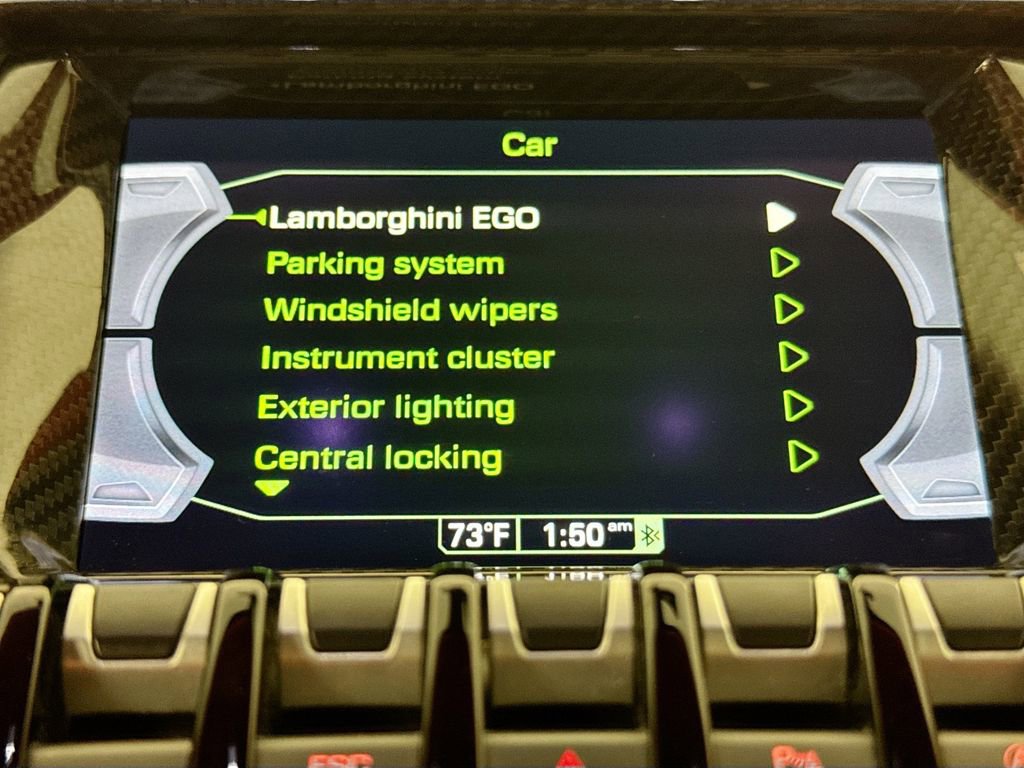 Car
Lamborghini EGO
Parking system
Windshield wipers
Instrument cluster
Exterior lighting
Central locking
73°F 1:50 am